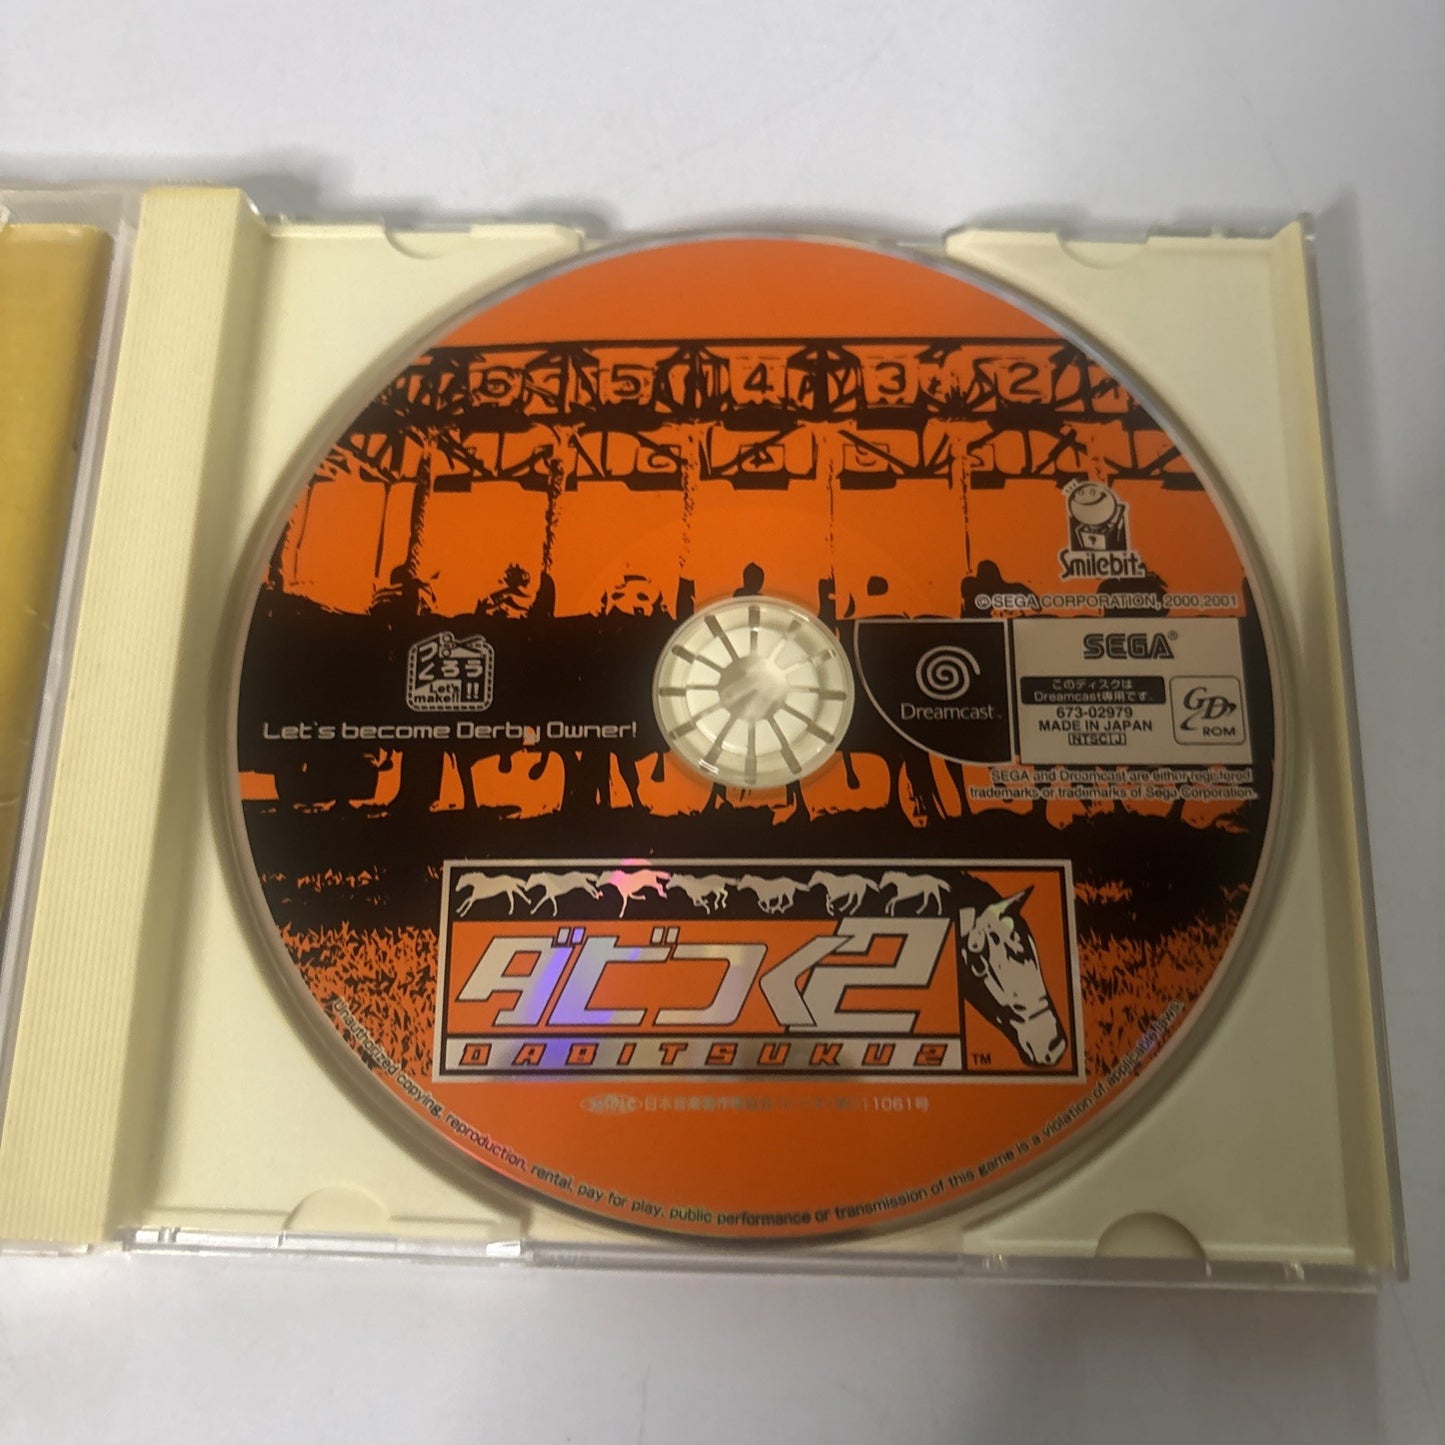 6 5 4 3 2
Smilebit
© SEGA CORPORATION, 2000,2001
つく
くろう
Let's
make!! !!
Let's become Derby Owner!
Dreamcast™
SEGA®
このディスクは
Dreamcast専用です。
673-02979
MADE IN JAPAN
NTSC J
GD
ROM
SEGA and Dreamcast are either registered
trademarks or trademarks of Sega Corporation.
ダビつく2
DABITSUKU2
™
日本音楽製作 11061号
Unauthorized copying, reproduction, rental, pay for play, public performance or transmission of this game is a violation of applicable laws.